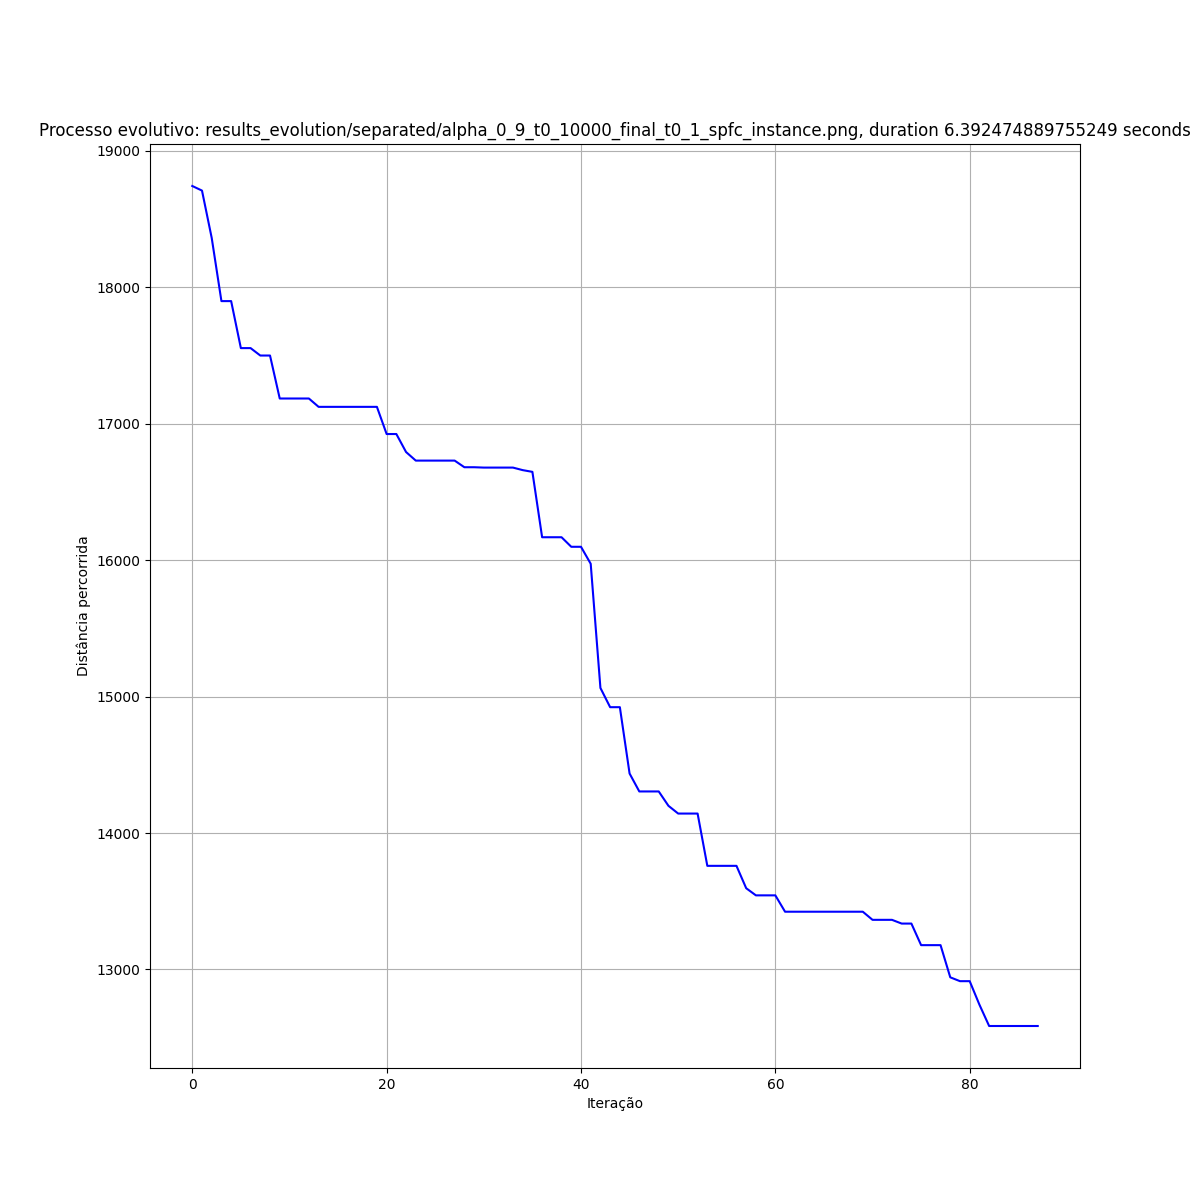 Processo evolutivo: results_evolution/separated/alpha_0_9_t0_10000_final_t0_1_spfc_instance.png, duration 6.392474889755249 seconds
19000
18000
17000
16000
15000
14000
13000
Distância percorrida
0 20 40 60 80
Iteração